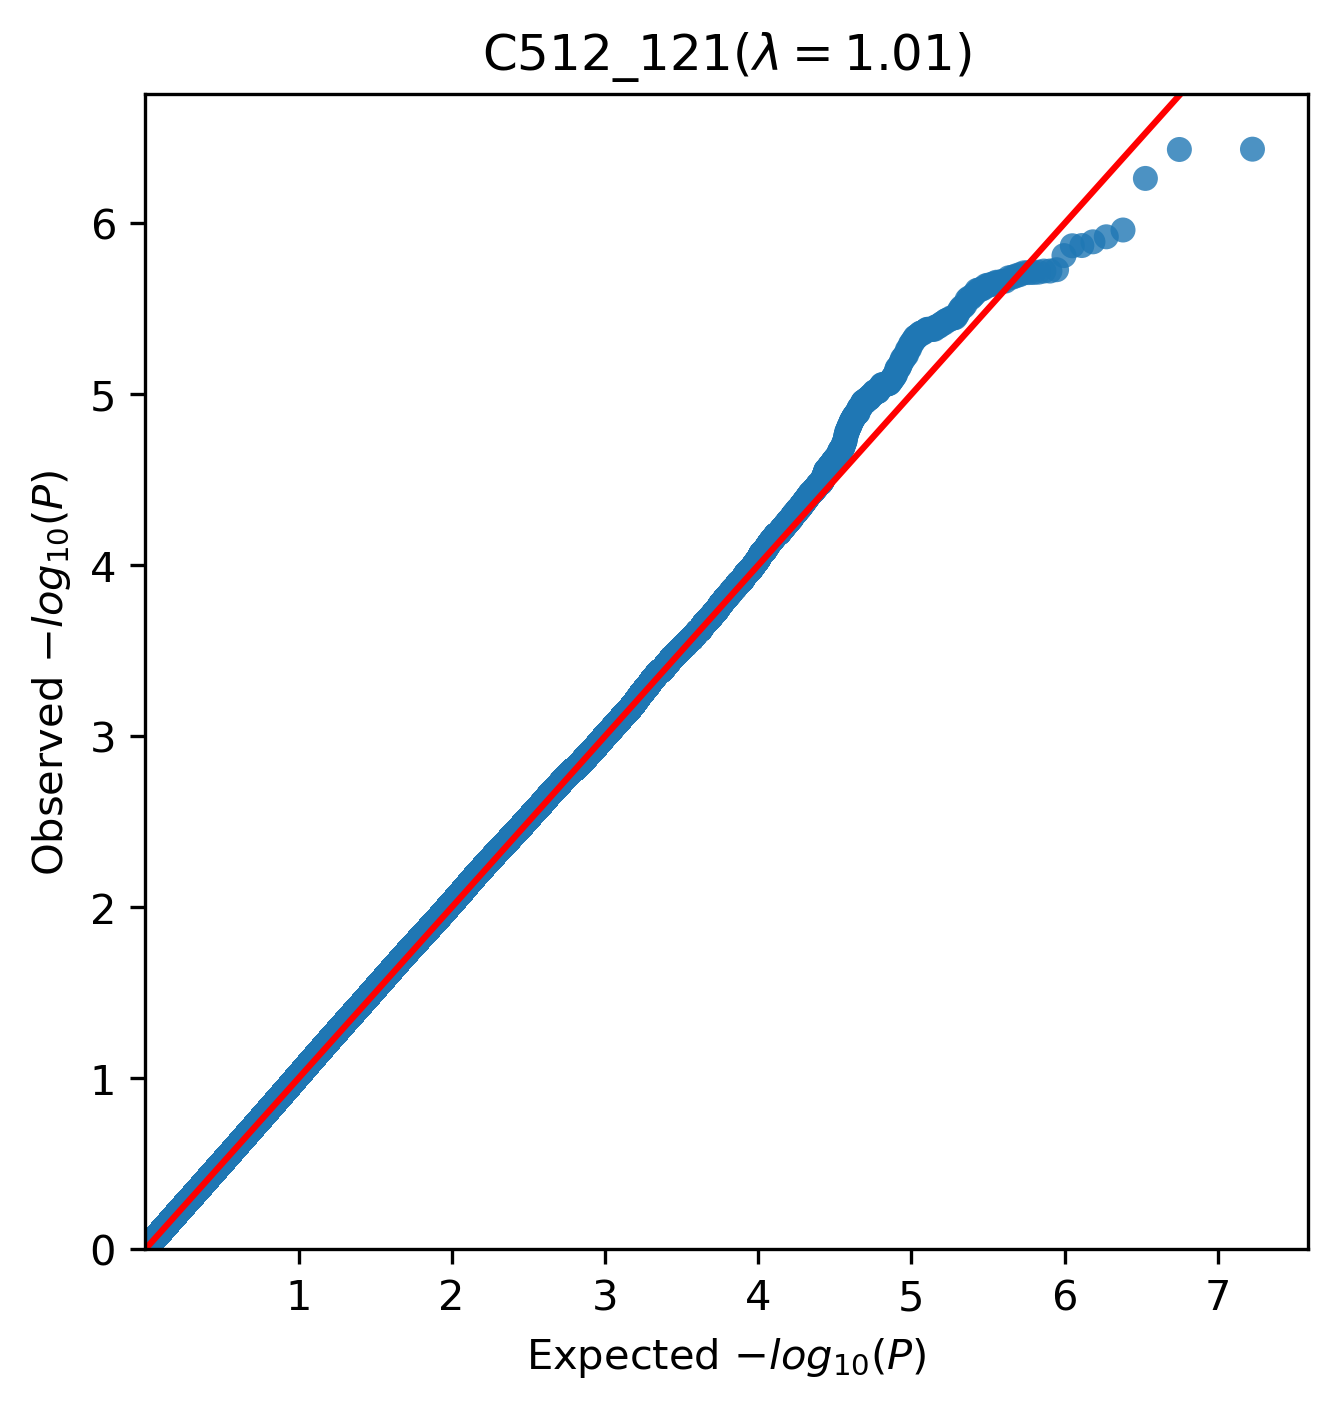 C512_121(λ = 1.01)
6
5
4
3
2
1
0
Observed −log₁₀(P)
1 2 3 4 5 6 7
Expected −log₁₀(P)